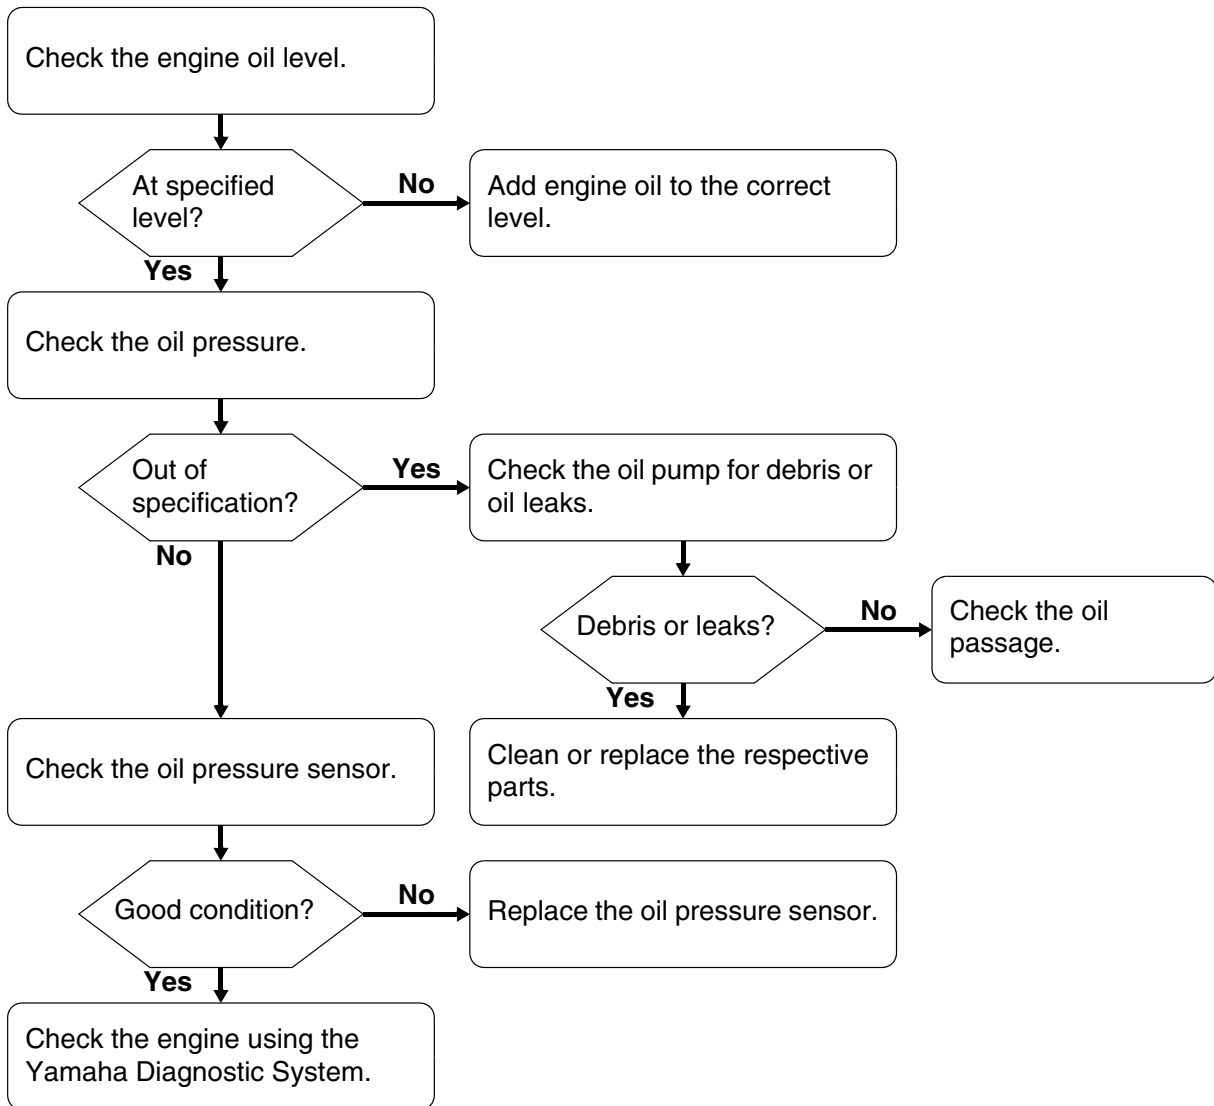 Check the engine oil level.
At specified
level?
No
Add engine oil to the correct
level.
Yes
Check the oil pressure.
Out of
specification?
Yes
Check the oil pump for debris or
oil leaks.
No
Debris or leaks?
No
Check the oil
passage.
Yes
Clean or replace the respective
parts.
Check the oil pressure sensor.
Good condition?
No
Replace the oil pressure sensor.
Yes
Check the engine using the
Yamaha Diagnostic System.